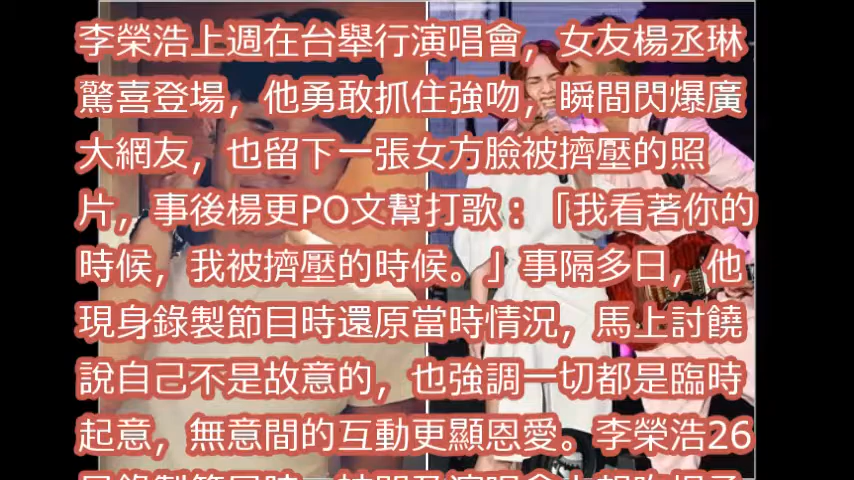 李榮浩上週在台舉行演唱會，女友楊丞琳
驚喜登場，他勇敢抓住強吻，瞬間閃爆廣
大網友，也留下一張女方臉被擠壓的照
片，事後楊更PO文幫打歌：「我看著你的
時候，我被擠壓的時候。」事隔多日，他
現身錄製節目時還原當時情況，馬上討饒
說自己不是故意的，也強調一切都是臨時
起意，無意間的互動更顯恩愛。李榮浩26